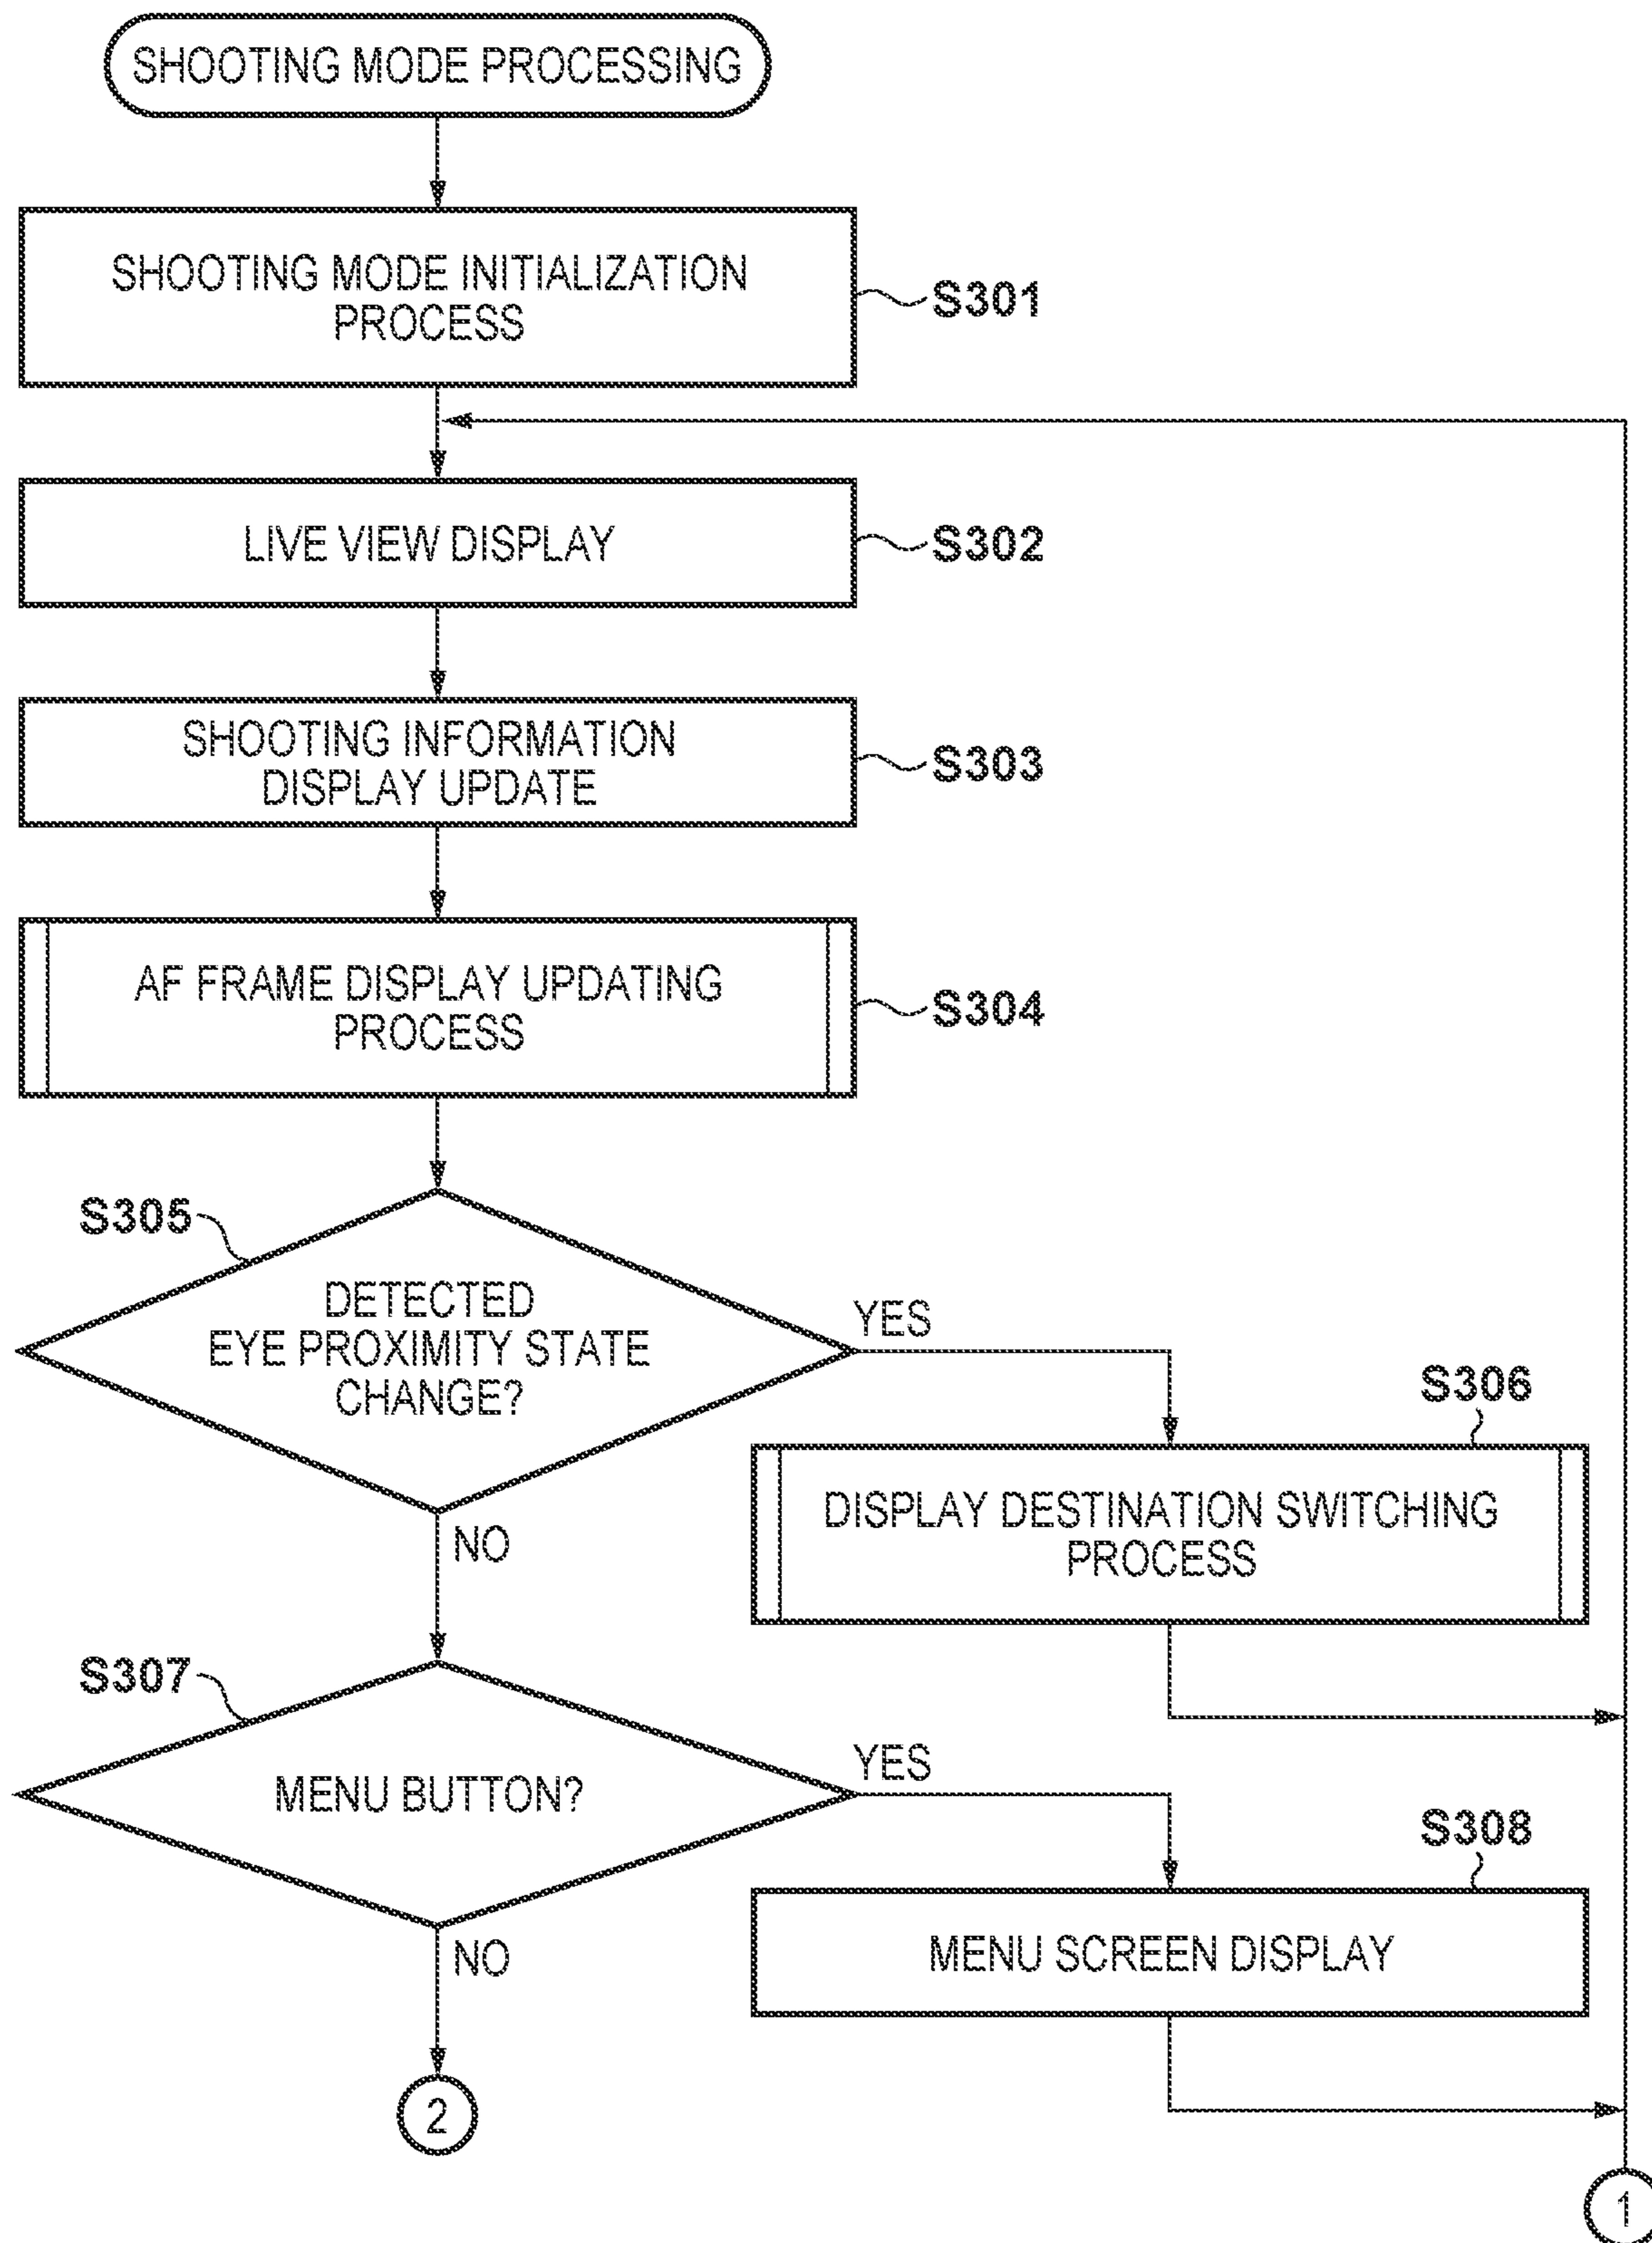 SHOOTING MODE PROCESSING
SHOOTING MODE INITIALIZATION
PROCESS
S301
LIVE VIEW DISPLAY
S302
SHOOTING INFORMATION
DISPLAY UPDATE
S303
AF FRAME DISPLAY UPDATING
PROCESS
S304
S305
DETECTED
EYE PROXIMITY STATE
CHANGE?
YES
NO
S306
DISPLAY DESTINATION SWITCHING
PROCESS
S307
MENU BUTTON?
YES
NO
S308
MENU SCREEN DISPLAY
2
1